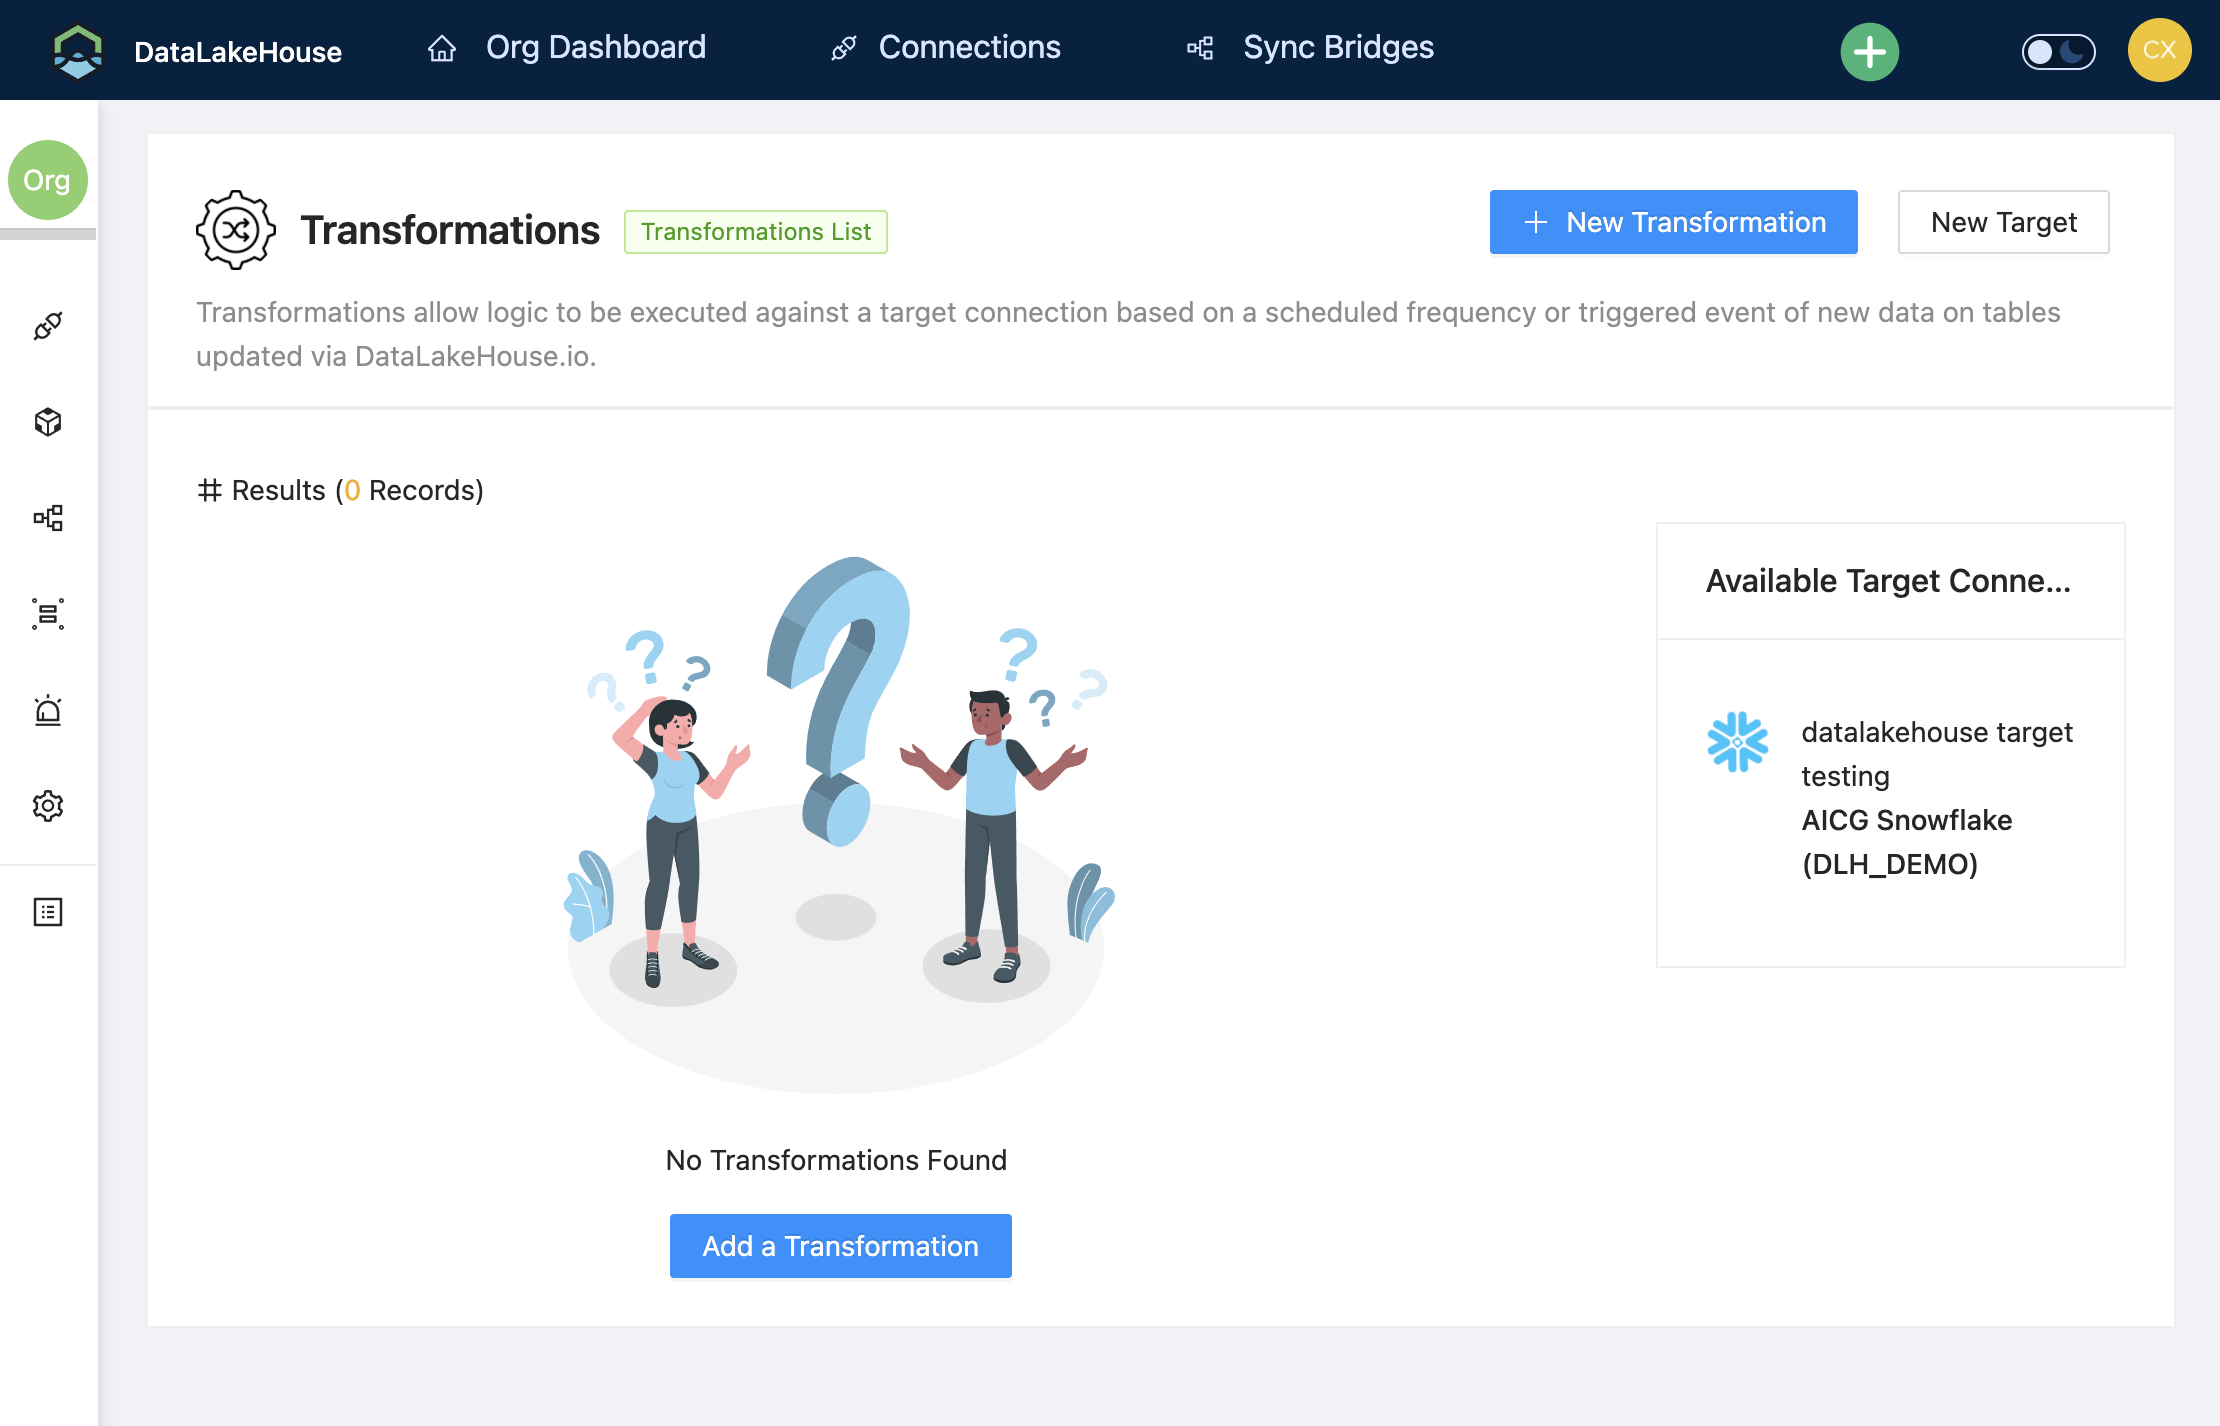 DataLakeHouse
Org Dashboard
Connections
Sync Bridges
CX
Org
Transformations
Transformations List
New Transformation
New Target
Transformations allow logic to be executed against a target connection based on a scheduled frequency or triggered event of new data on tables
updated via DataLakeHouse.io.
# Results (0 Records)
? ? ? ? ? ? ?
Available Target Conne...
datalakehouse target
testing
AICG Snowflake
(DLH_DEMO)
No Transformations Found
Add a Transformation